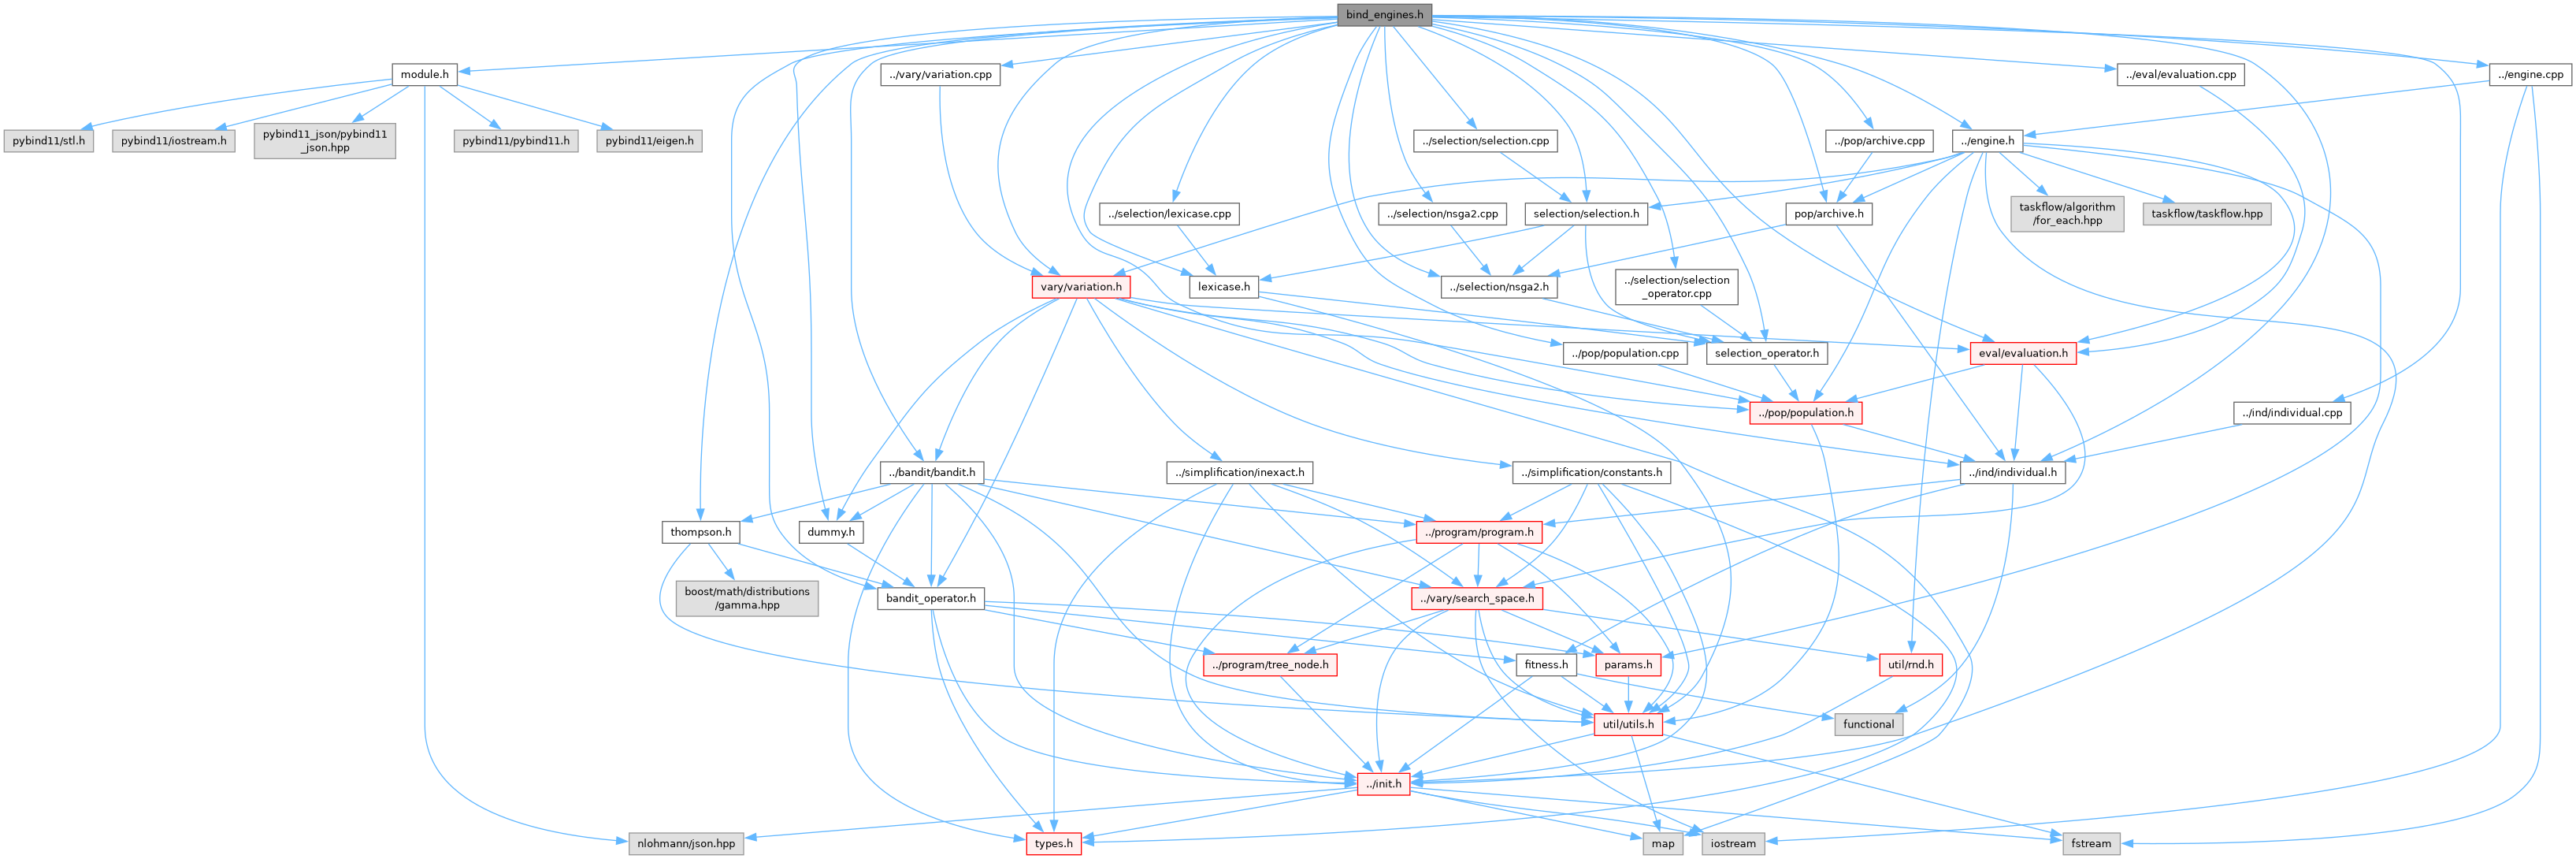 bind_engines.h
module.h
../vary/variation.cpp
../eval/evaluation.cpp
../engine.cpp
pybind11/stl.h
pybind11/iostream.h
pybind11_json/pybind11
_json.hpp
pybind11/pybind11.h
pybind11/eigen.h
../selection/selection.cpp
../pop/archive.cpp
../engine.h
../selection/lexicase.cpp
../selection/nsga2.cpp
selection/selection.h
pop/archive.h
taskflow/algorithm
/for_each.hpp
taskflow/taskflow.hpp
vary/variation.h
lexicase.h
../selection/nsga2.h
../selection/selection
_operator.cpp
../pop/population.cpp
selection_operator.h
eval/evaluation.h
../pop/population.h
../ind/individual.cpp
../bandit/bandit.h
../simplification/inexact.h
../simplification/constants.h
../ind/individual.h
thompson.h
dummy.h
../program/program.h
boost/math/distributions
/gamma.hpp
bandit_operator.h
../vary/search_space.h
../program/tree_node.h
fitness.h
params.h
util/rnd.h
util/utils.h
functional
../init.h
nlohmann/json.hpp
types.h
map
iostream
fstream